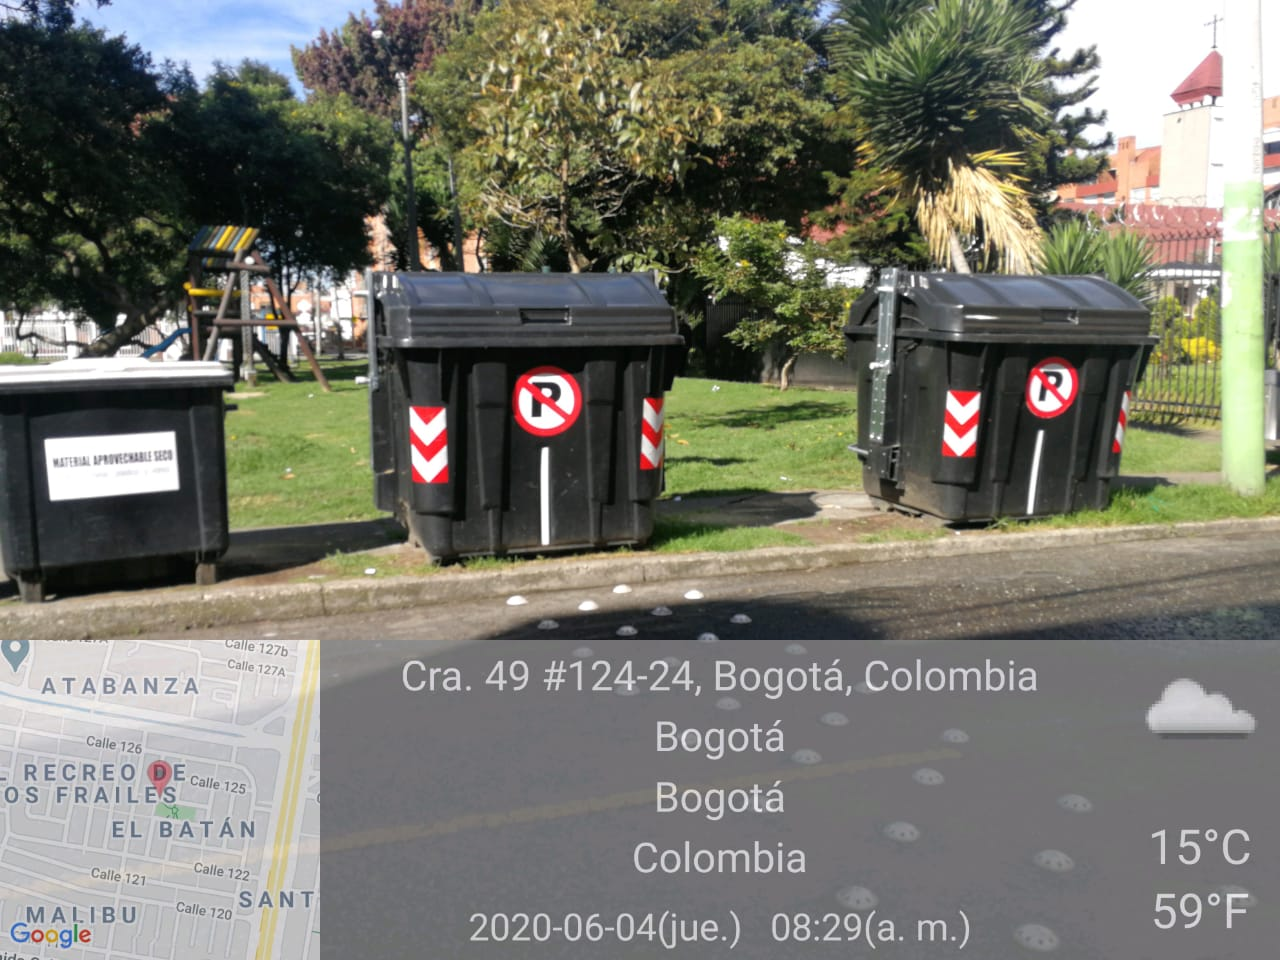 MATERIAL APROVECHABLE SECO
P
P
Calle 127A
Calle 127b
Calle 127A
ATABANZA
Calle 126
L RECREO DE
OS FRAILES
Calle 125
EL BATÁN
Calle 122
Calle 121
SANT
Calle 120
MALIBU
Google
Cra. 49 #124-24, Bogotá, Colombia
Bogotá
Bogotá
Colombia
2020-06-04(jue.) 08:29(a. m.)
15°C
59°F